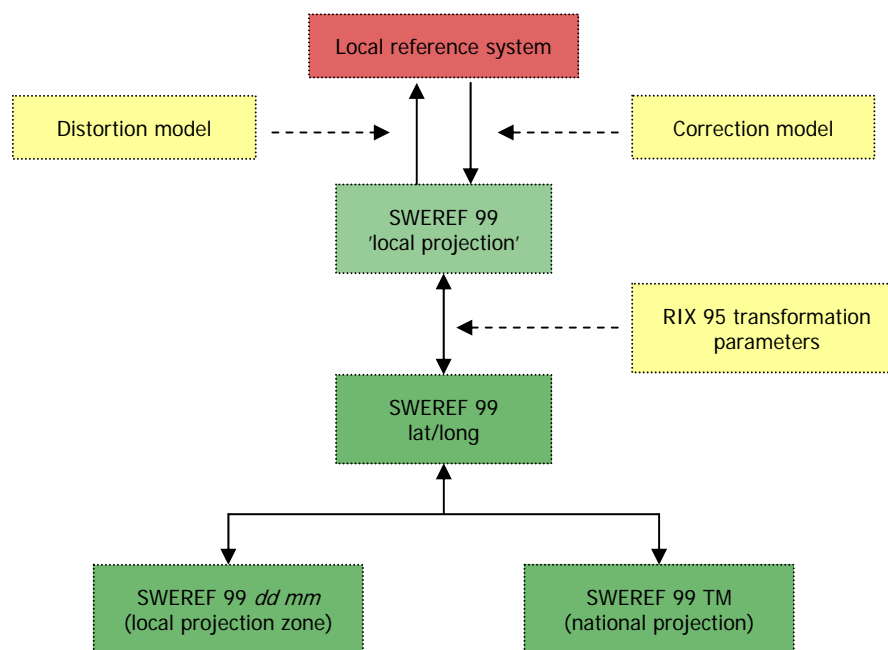 Local reference system
Distortion model
Correction model
SWEREF 99
'local projection'
RIX 95 transformation
parameters
SWEREF 99
lat/long
SWEREF 99 dd mm
(local projection zone)
SWEREF 99 TM
(national projection)